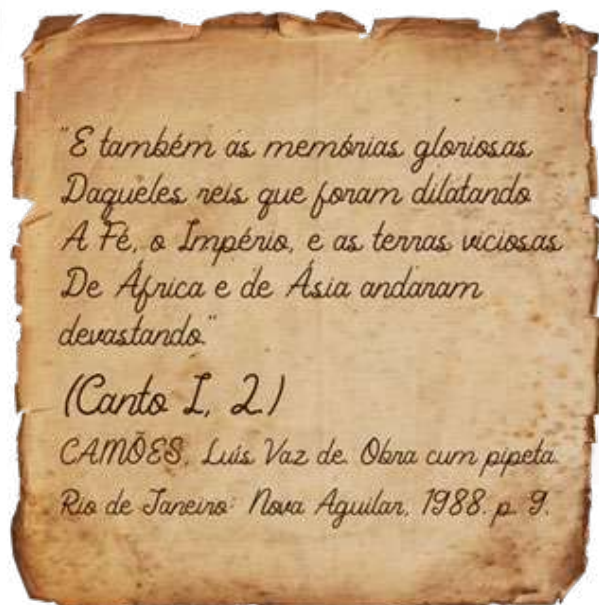 "E também as memórias gloriosas
Daqueles reis que foram dilatando
A Fé, o Império, e as terras viciosas
De África e de Ásia andaram
devastando."
(Canto I, 2.)
CAMÕES, Luís Vaz de. Obra cum pipeta.
Rio de Janeiro: Nova Aguilar, 1988. p. 9.